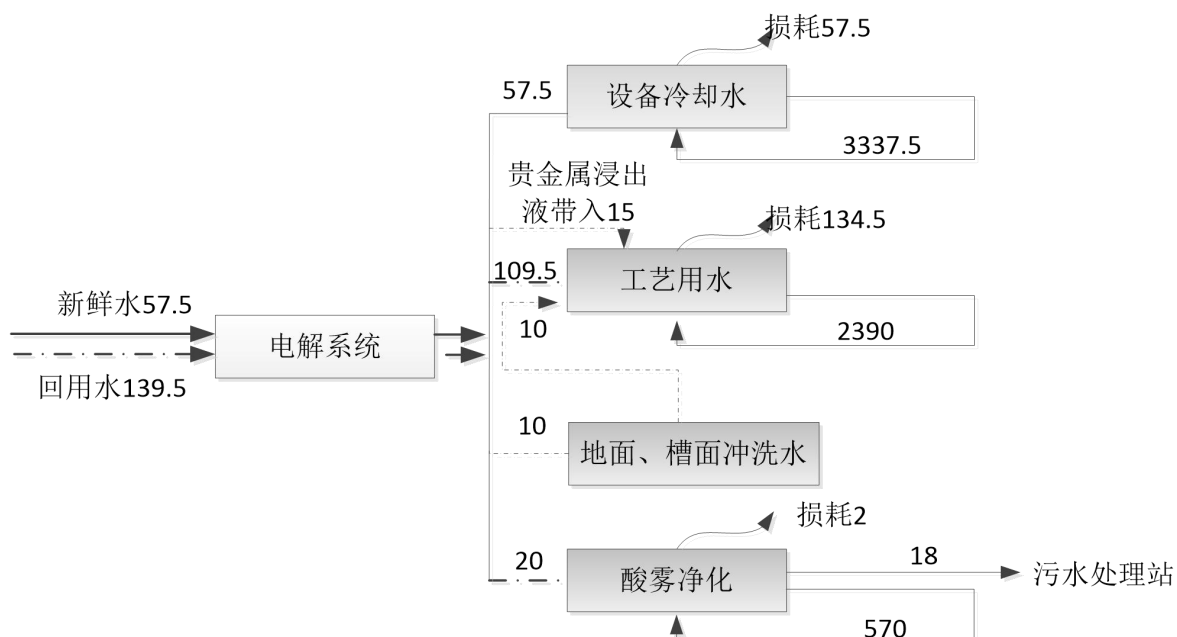 损耗57.5
57.5
设备冷却水
3337.5
贵金属浸出
液带入15
损耗134.5
109.5
工艺用水
新鲜水57.5
10
2390
电解系统
回用水139.5
10
地面、槽面冲洗水
损耗2
20
酸雾净化
18
污水处理站
570